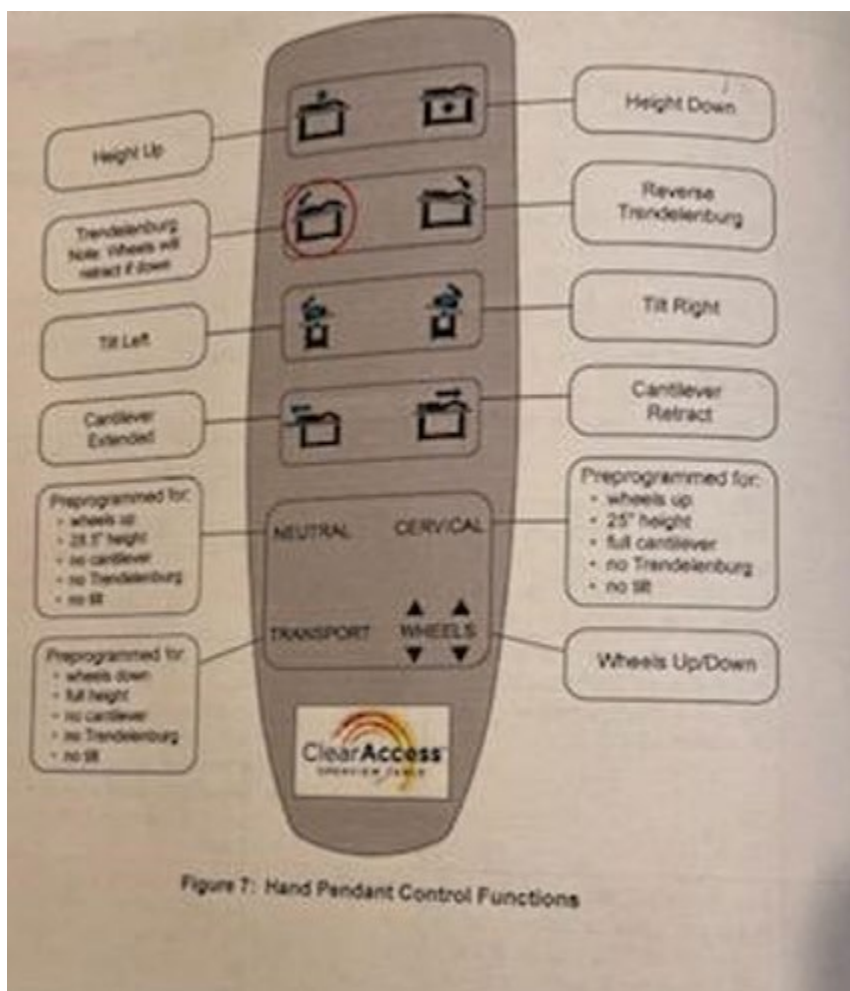 Height Up
Height Down
Trendelenburg
Note: Wheels will
retract if down
Reverse
Trendelenburg
Tilt Left
Tilt Right
Cantilever
Extended
Cantilever
Retract
Preprogrammed for:
• wheels up
• 28.5" height
• no cantilever
• no Trendelenburg
• no tilt
NEUTRAL
CERVICAL
Preprogrammed for:
• wheels up
• 25" height
• full cantilever
• no Trendelenburg
• no tilt
Preprogrammed for:
• wheels down
• full height
• no cantilever
• no Trendelenburg
• no tilt
TRANSPORT
WHEELS
Wheels Up/Down
ClearAccess
TABLE
Figure 7: Hand Pendant Control Functions